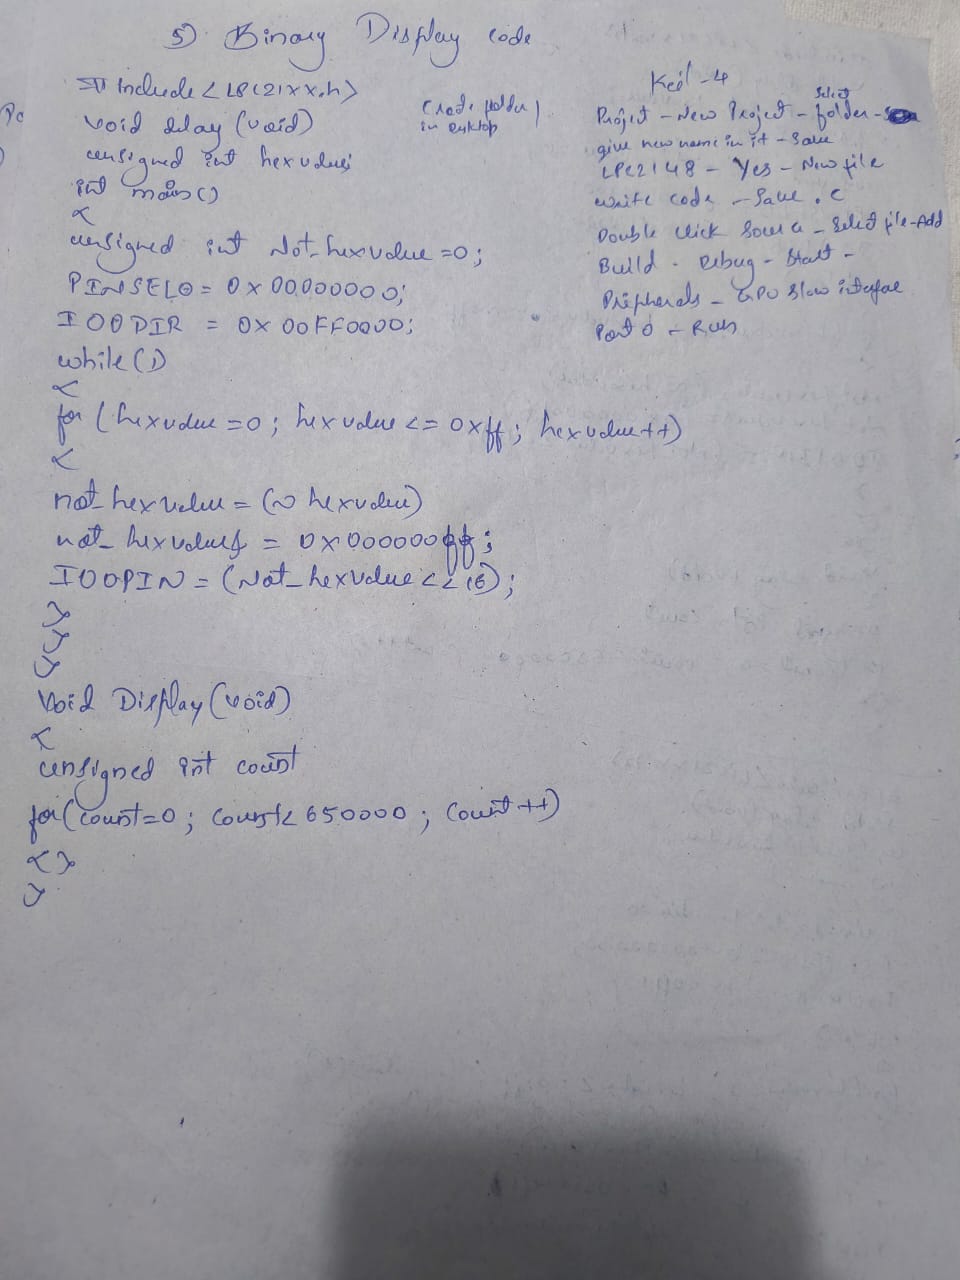 5) Binary Display code
# Include <LPC21xx.h>
void delay (void)
unsigned int hexvalue;
int main()
{
unsigned int Not_hexvalue = 0;
PINSEL0 = 0x00000000;
IOODIR = 0x00FF0000;
while(1)
{
for (hexvalue = 0; hexvalue <= 0xff; hexvalue++)
{
not_hexvalue = (~ hexvalue)
not_hexvalue & = 0x000000ff;
IOOPIN = (Not_hexvalue << 16);
}
}
}
void Display (void)
{
unsigned int count
for (count=0; count < 650000; count++)
{ }
}
(Node folder)
in Desktop
Keil - 4
Select
Project - New Project - folder -
give new name in it - Save
LPC2148 - Yes - New file
write code - Save .c
Double click Source - Select file - Add
Build - Debug - Start -
Peripherals - GPIO Slow interface
Port 0 - Run